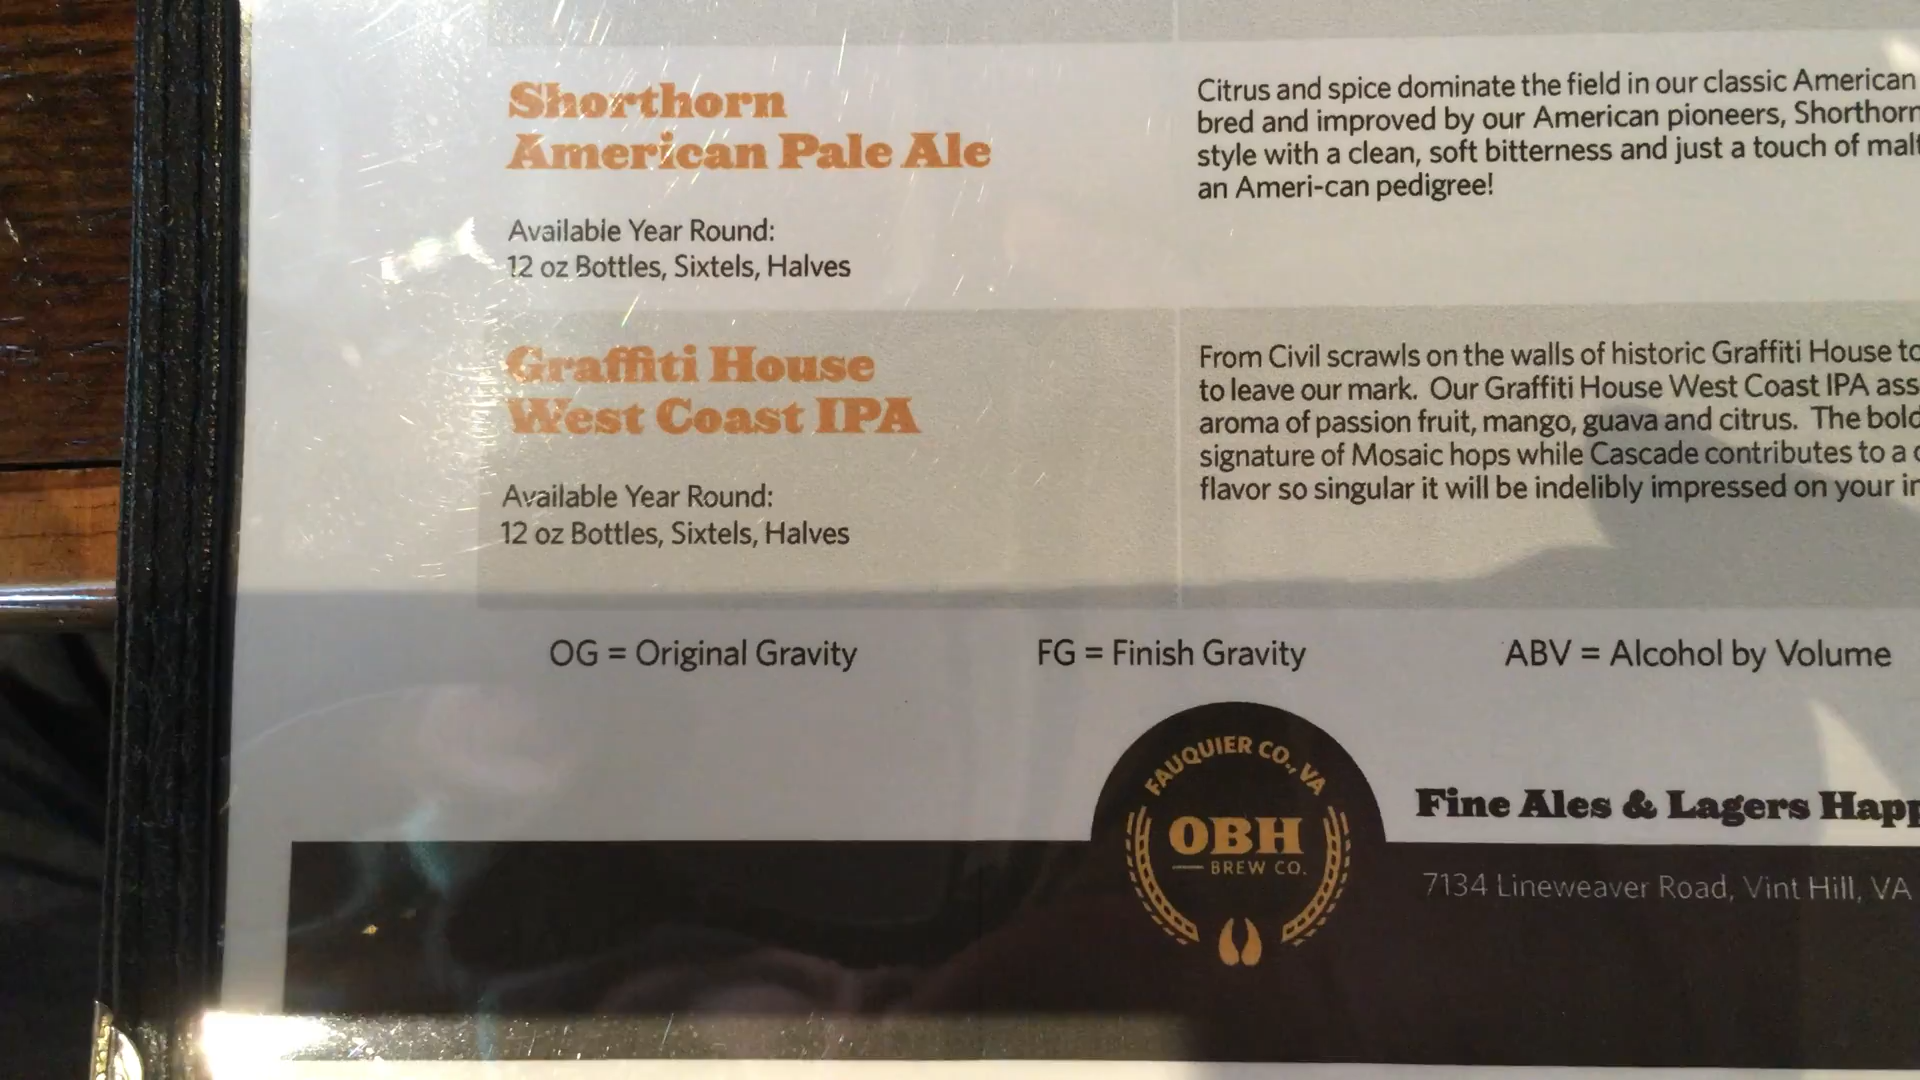 Shorthorn
American Pale Ale
Available Year Round:
12 oz Bottles, Sixtels, Halves
Citrus and spice dominate the field in our classic American
bred and improved by our American pioneers, Shorthorn
style with a clean, soft bitterness and just a touch of malt
an Ameri-can pedigree!
Graffiti House
West Coast IPA
Available Year Round:
12 oz Bottles, Sixtels, Halves
From Civil scrawls on the walls of historic Graffiti House to
to leave our mark. Our Graffiti House West Coast IPA
aroma of passion fruit, mango, guava and citrus. The bold
signature of Mosaic hops while Cascade contributes to a
flavor so singular it will be indelibly impressed on your
OG = Original Gravity
FG = Finish Gravity
ABV = Alcohol by Volume
FAUQUIER CO., VA
OBH
BREW CO.
Fine Ales & Lagers
7134 Lineweaver Road, Vint Hill, VA